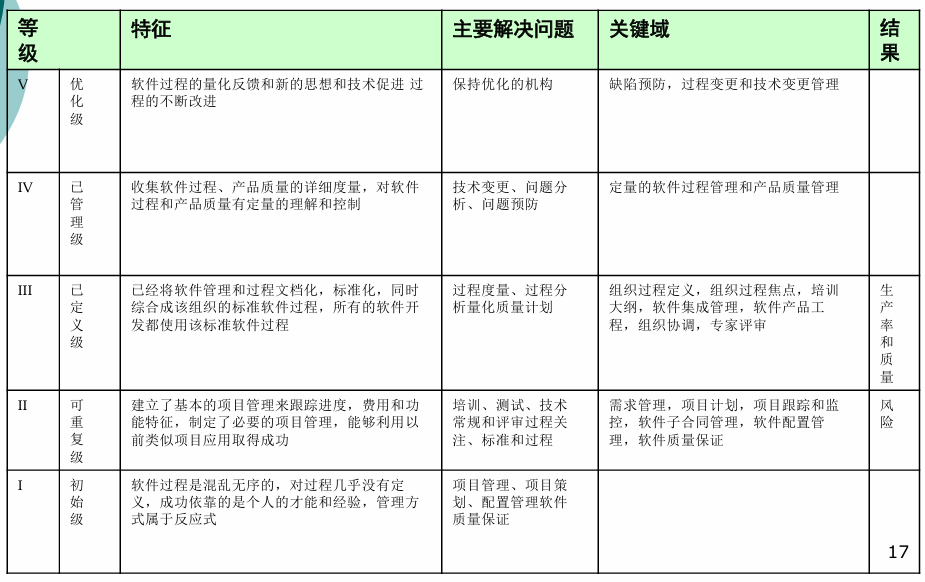 等
级
特征
主要解决问题
关键域
结
果
V
优
化
级
软件过程的量化反馈和新的思想和技术促进 过
程的不断改进
保持优化的机构
缺陷预防，过程变更和技术变更管理
IV
已
管
理
级
收集软件过程、产品质量的详细度量，对软件
过程和产品质量有定量的理解和控制
技术变更、问题分
析、问题预防
定量的软件过程管理和产品质量管理
III
已
定
义
级
已经将软件管理和过程文档化，标准化，同时
综合成该组织的标准软件过程，所有的软件开
发都使用该标准软件过程
过程度量、过程分
析量化质量计划
组织过程定义，组织过程焦点，培训
大纲，软件集成管理，软件产品工
程，组织协调，专家评审
生
产
率
和
质
量
II
可
重
复
级
建立了基本的项目管理来跟踪进度，费用和功
能特征，制定了必要的项目管理，能够利用以
前类似项目应用取得成功
培训、测试、技术
常规和评审过程关
注、标准和过程
需求管理，项目计划，项目跟踪和监
控，软件子合同管理，软件配置管
理，软件质量保证
风
险
I
初
始
级
软件过程是混乱无序的，对过程几乎没有定
义，成功依靠的是个人的才能和经验，管理方
式属于反应式
项目管理、项目策
划、配置管理软件
质量保证
17